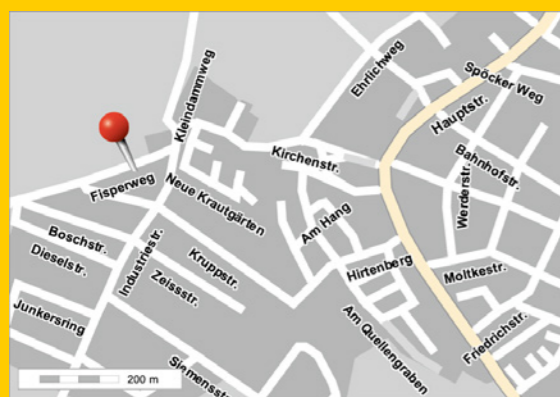 Kleindammweg
Ehrlichweg
Spöcker Weg
Hauptstr.
Bahnhofstr.
Werderstr.
Kirchenstr.
Fisperweg
Neue Krautgärten
Am Hang
Boschstr.
Dieselstr.
Industriestr.
Kruppstr.
Zeissstr.
Hirtenberg
Moltkestr.
Junkersring
Am Quellengraben
Friedrichstr.
Siemensstr.
200 m